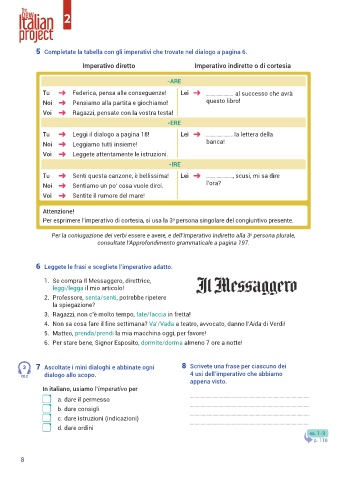 The
new
Italian
project
2
5 Completate la tabella con gli imperativi che trovate nel dialogo a pagina 6.
Imperativo diretto Imperativo indiretto o di cortesia
-ARE
Tu ➔ Federica, pensa alle conseguenze! Lei ➔ .................. al successo che avrà
Noi ➔ Pensiamo alla partita e giochiamo! questo libro!
Voi ➔ Ragazzi, pensate con la vostra testa!
-ERE
Tu ➔ Leggi il dialogo a pagina 18! Lei ➔ .................. la lettera della
Noi ➔ Leggiamo tutti insieme! banca!
Voi ➔ Leggete attentamente le istruzioni.
-IRE
Tu ➔ Senti questa canzone, è bellissima! Lei ➔ .................., scusi, mi sa dire
Noi ➔ Sentiamo un po' cosa vuole dirci. l'ora?
Voi ➔ Sentite il rumore del mare!
Attenzione!
Per esprimere l'imperativo di cortesia, si usa la 3ª persona singolare del congiuntivo presente.
Per la coniugazione dei verbi essere e avere, e dell'imperativo indiretto alla 3ª persona plurale,
consultate l'Approfondimento grammaticale a pagina 197.
6 Leggete le frasi e scegliete l'imperativo adatto.
1. Se compra Il Messaggero, direttrice,
leggi/legga il mio articolo!
2. Professore, senta/senti, potrebbe ripetere
la spiegazione?
Il Messaggero
3. Ragazzi, non c'è molto tempo, fate/faccia in fretta!
4. Non sa cosa fare il fine settimana? Va'/Vada a teatro, avvocato, danno l'Aida di Verdi!
5. Matteo, prenda/prendi la mia macchina oggi, per favore!
6. Per stare bene, Signor Esposito, dormite/dorma almeno 7 ore a notte!
3
7 Ascoltate i mini dialoghi e abbinate ogni
dialogo allo scopo.
In italiano, usiamo l'imperativo per
a. dare il permesso
b. dare consigli
c. dare istruzioni (indicazioni)
d. dare ordini
8 Scrivete una frase per ciascuno dei
4 usi dell'imperativo che abbiamo
appena visto.
es. 1-3
p. 118
8